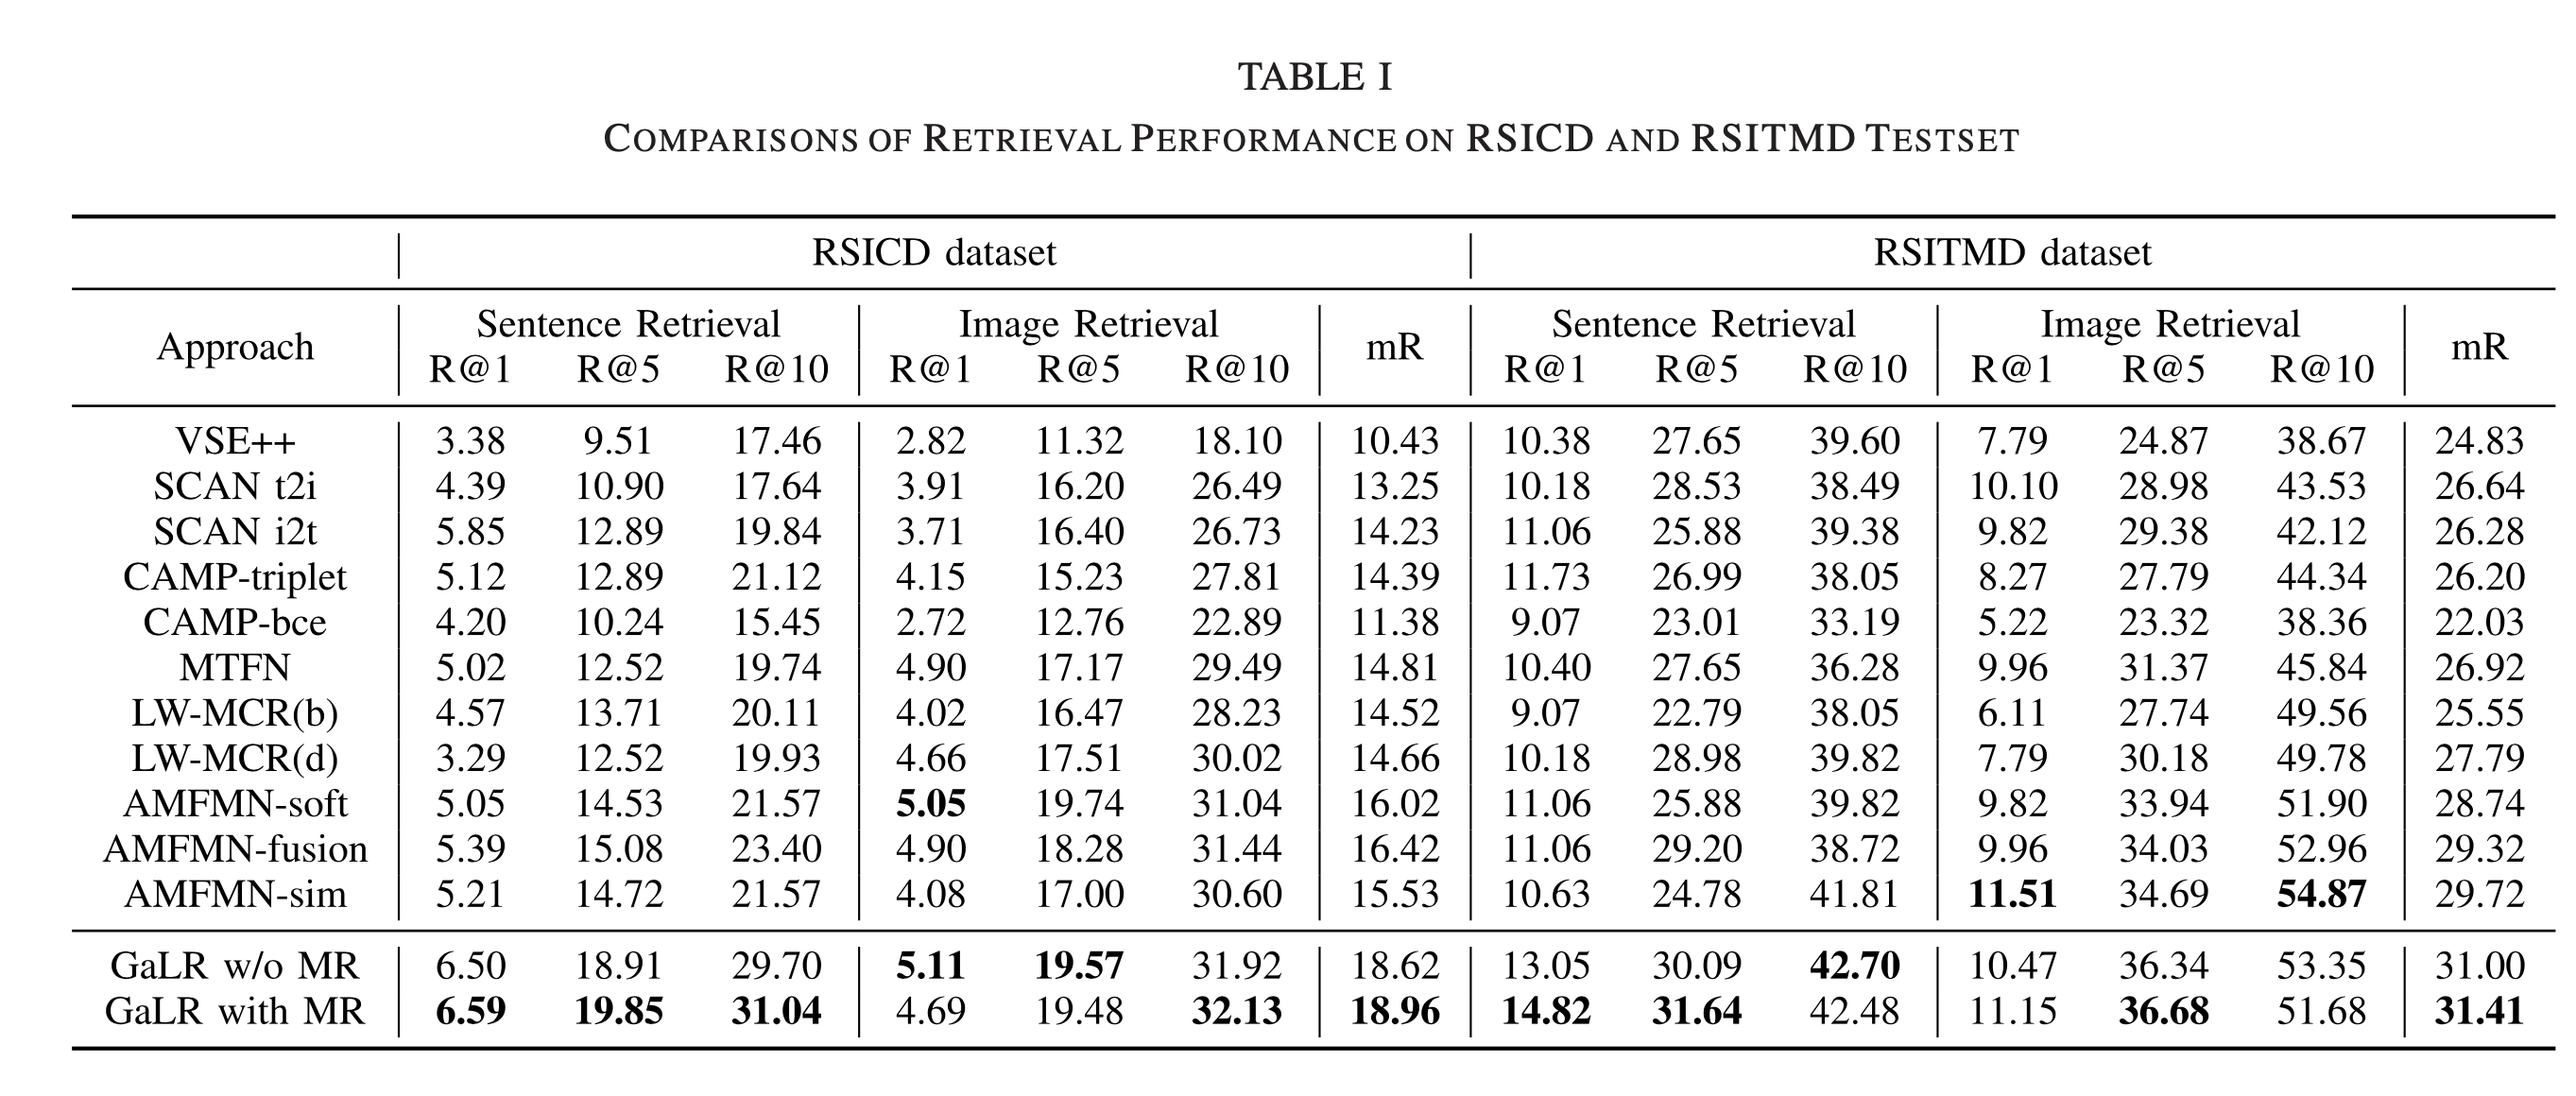 TABLE I
COMPARISONS OF RETRIEVAL PERFORMANCE ON RSICD AND RSITMD TESTSET
RSICD dataset RSITMD dataset
Approach Sentence Retrieval Image Retrieval mR Sentence Retrieval Image Retrieval mR
R@1 R@5 R@10 R@1 R@5 R@10 R@1 R@5 R@10 R@1 R@5 R@10
VSE++ 3.38 9.51 17.46 2.82 11.32 18.10 10.43 10.38 27.65 39.60 7.79 24.87 38.67 24.83
SCAN t2i 4.39 10.90 17.64 3.91 16.20 26.49 13.25 10.18 28.53 38.49 10.10 28.98 43.53 26.64
SCAN i2t 5.85 12.89 19.84 3.71 16.40 26.73 14.23 11.06 25.88 39.38 9.82 29.38 42.12 26.28
CAMP-triplet 5.12 12.89 21.12 4.15 15.23 27.81 14.39 11.73 26.99 38.05 8.27 27.79 44.34 26.20
CAMP-bce 4.20 10.24 15.45 2.72 12.76 22.89 11.38 9.07 23.01 33.19 5.22 23.32 38.36 22.03
MTFN 5.02 12.52 19.74 4.90 17.17 29.49 14.81 10.40 27.65 36.28 9.96 31.37 45.84 26.92
LW-MCR(b) 4.57 13.71 20.11 4.02 16.47 28.23 14.52 9.07 22.79 38.05 6.11 27.74 49.56 25.55
LW-MCR(d) 3.29 12.52 19.93 4.66 17.51 30.02 14.66 10.18 28.98 39.82 7.79 30.18 49.78 27.79
AMFMN-soft 5.05 14.53 21.57 5.05 19.74 31.04 16.02 11.06 25.88 39.82 9.82 33.94 51.90 28.74
AMFMN-fusion 5.39 15.08 23.40 4.90 18.28 31.44 16.42 11.06 29.20 38.72 9.96 34.03 52.96 29.32
AMFMN-sim 5.21 14.72 21.57 4.08 17.00 30.60 15.53 10.63 24.78 41.81 11.51 34.69 54.87 29.72
GaLR w/o MR 6.50 18.91 29.70 5.11 19.57 31.92 18.62 13.05 30.09 42.70 10.47 36.34 53.35 31.00
GaLR with MR 6.59 19.85 31.04 4.69 19.48 32.13 18.96 14.82 31.64 42.48 11.15 36.68 51.68 31.41